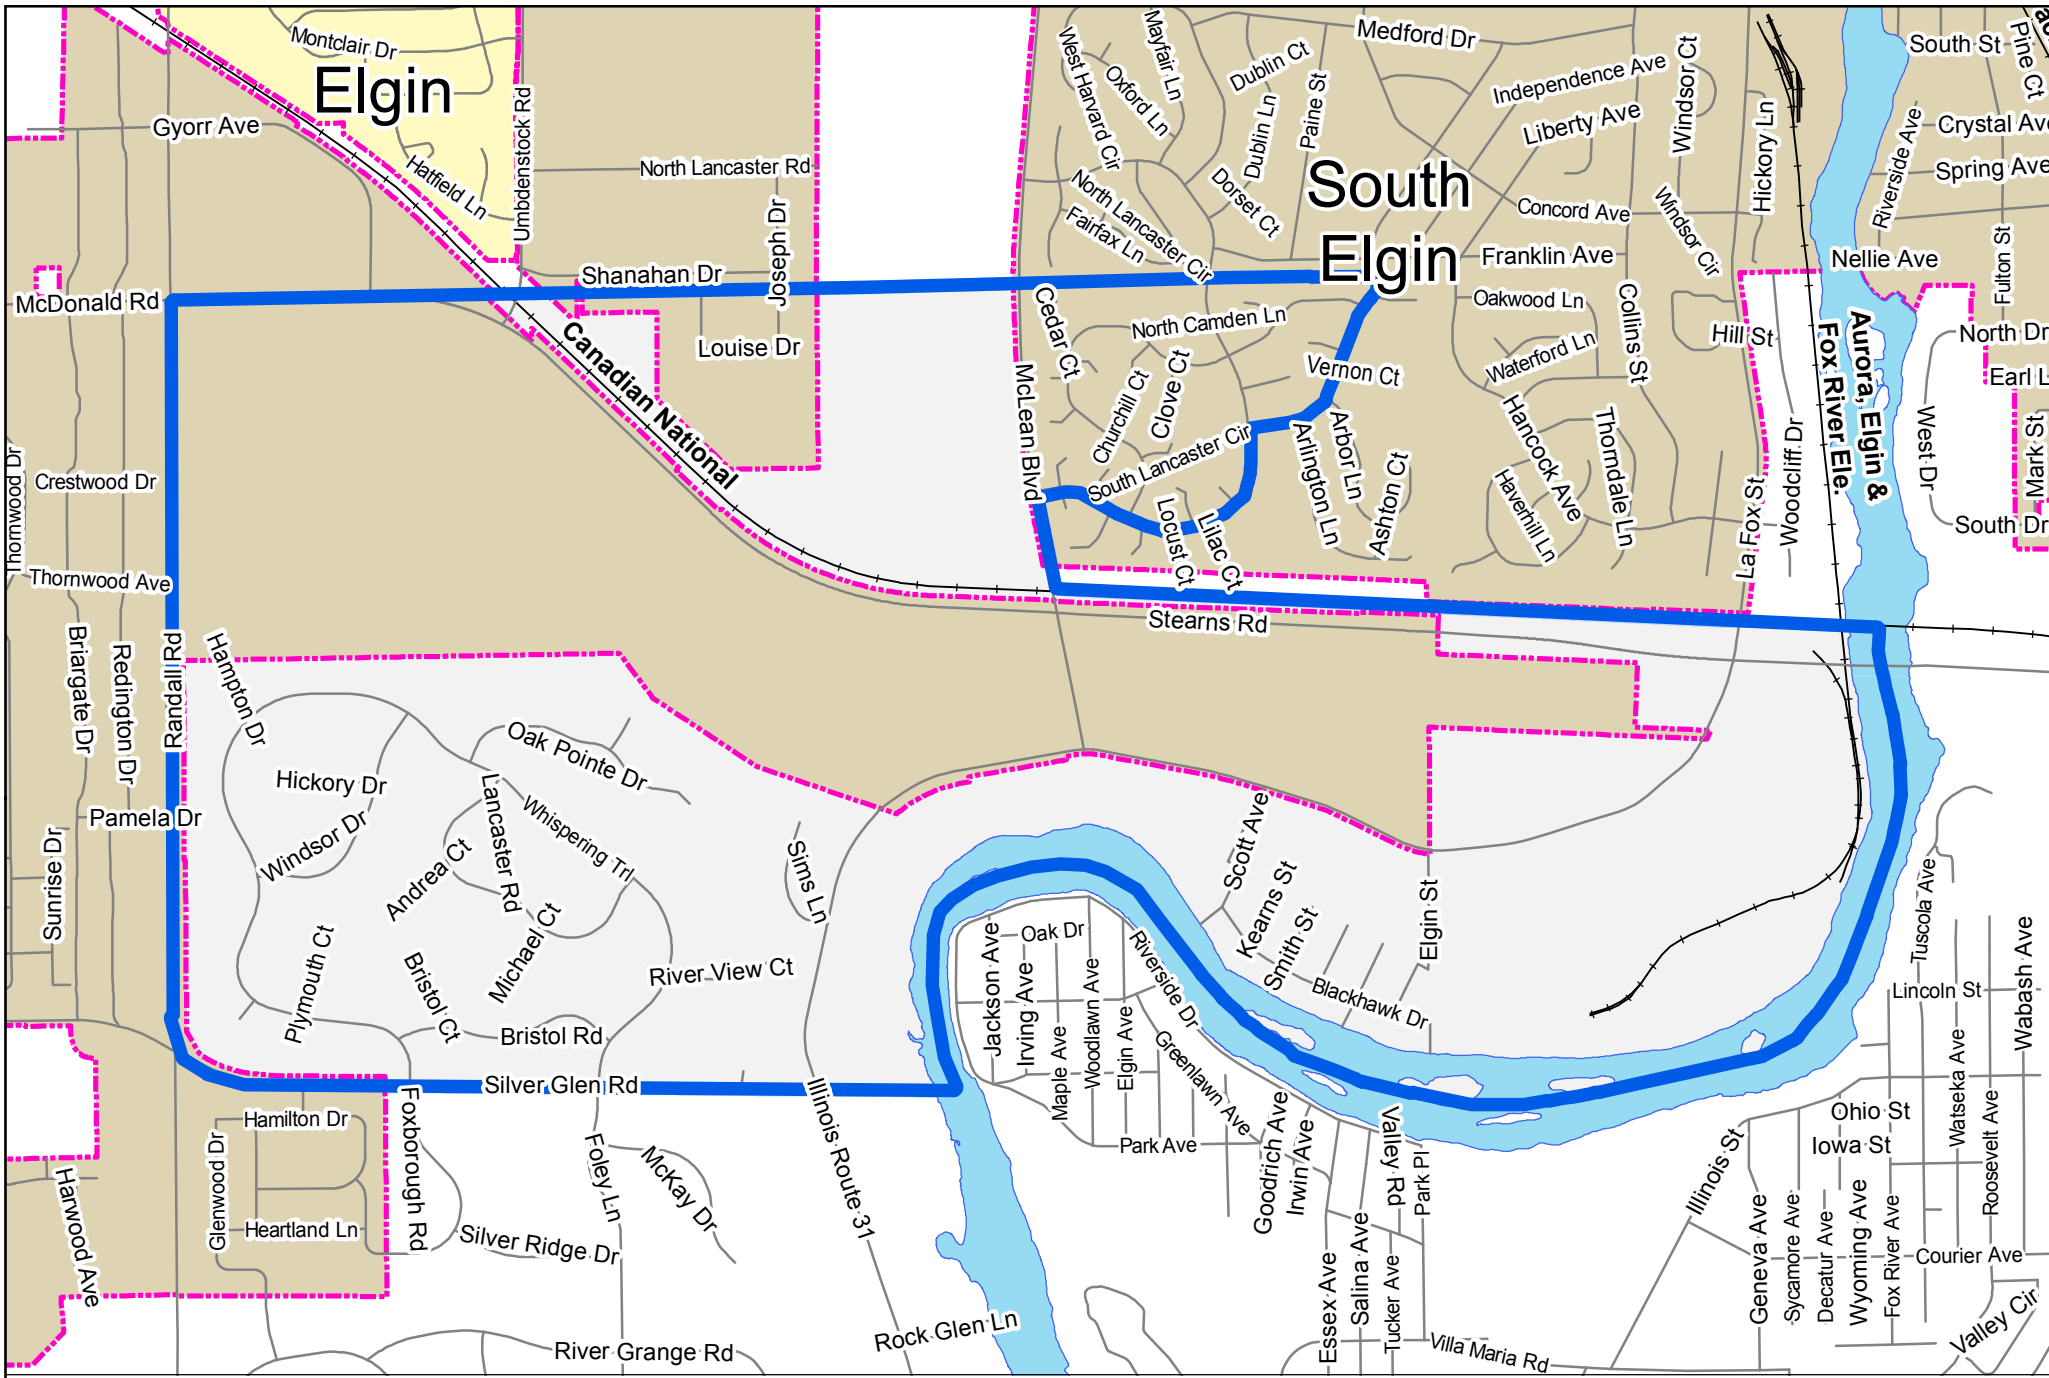 Montclair Dr
Elgin
Gyorr Ave
Hatfield Ln
Umbdenstock Rd
North Lancaster Rd
Joseph Dr
Shanahan Dr
McDonald Rd
Louise Dr
Canadian National
West Harvard Cir
Mayfair Ln
Oxford Ln
Dublin Ct
Dublin Ln
Paine St
Medford Dr
Independence Ave
Liberty Ave
Windsor Ct
Hickory Ln
South St
Pine Ct
Crystal Ave
Spring Ave
Riverside Ave
South
Elgin
North Lancaster Cir
Fairfax Ln
Dorset Ct
Concord Ave
Windsor Cir
Franklin Ave
Nellie Ave
Fulton St
Cedar Ct
North Camden Ln
Oakwood Ln
Collins St
Hill St
Aurora, Elgin &
Fox River Ele.
North Dr
Earl L
McLean Blvd
Churchill Ct
Clove Ct
Vernon Ct
Waterford Ln
Hancock Ave
Thorndale Ln
Haverhill Ln
Woodcliff Dr
West Dr
Mark St
South Dr
South Lancaster Cir
Arbor Ln
Arlington Ln
Ashton Ct
Locust Ct
Lilac Ct
La Fox St
Thornwood Dr
Crestwood Dr
Thornwood Ave
Stearns Rd
Briargate Dr
Redington Dr
Randall Rd
Hampton Dr
Oak Pointe Dr
Hickory Dr
Windsor Dr
Lancaster Rd
Whispering Trl
Andrea Ct
Michael Ct
Pamela Dr
Sunrise Dr
Sims Ln
Scott Ave
Kearns St
Smith St
Elgin St
Plymouth Ct
Bristol Ct
River View Ct
Bristol Rd
Silver Glen Rd
Jackson Ave
Oak Dr
Irving Ave
Maple Ave
Woodlawn Ave
Elgin Ave
Riverside Dr
Greenlawn Ave
Blackhawk Dr
Tuscola Ave
Lincoln St
Wabash Ave
Watseka Ave
Roosevelt Ave
Hamilton Dr
Glenwood Dr
Heartland Ln
Foxborough Rd
Foley Ln
McKay Dr
Silver Ridge Dr
Illinois Route 31
Park Ave
Goodrich Ave
Irwin Ave
Valley Rd
Park Pl
Illinois St
Ohio St
Iowa St
Harwood Ave
River Grange Rd
Rock Glen Ln
Essex Ave
Salina Ave
Tucker Ave
Villa Maria Rd
Geneva Ave
Sycamore Ave
Decatur Ave
Wyoming Ave
Fox River Ave
Courier Ave
Valley Cir